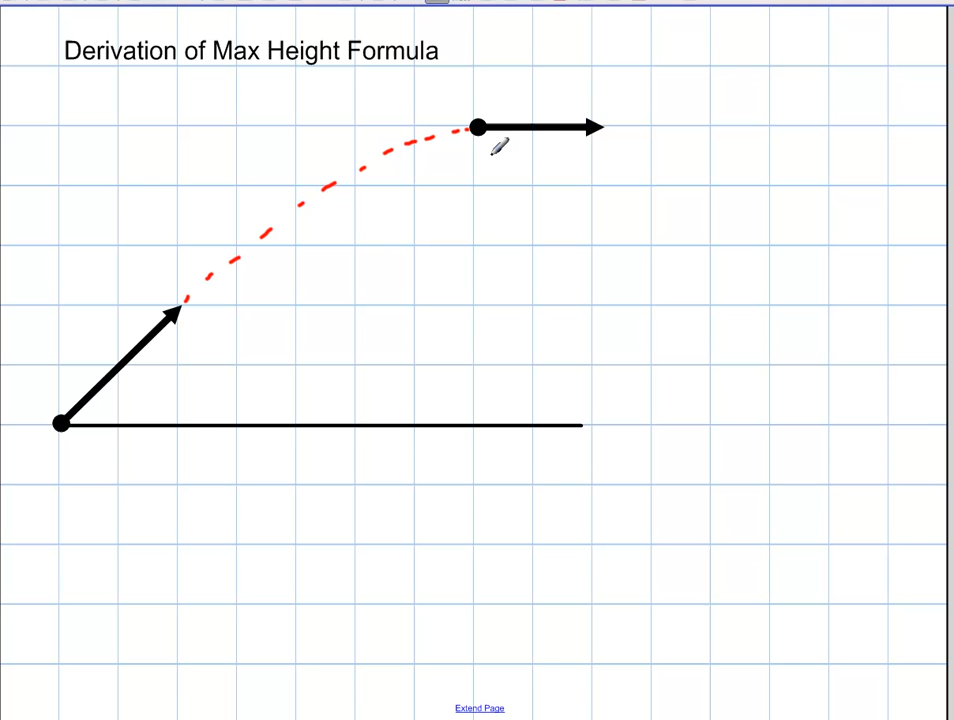 Derivation of Max Height Formula
Extend Page